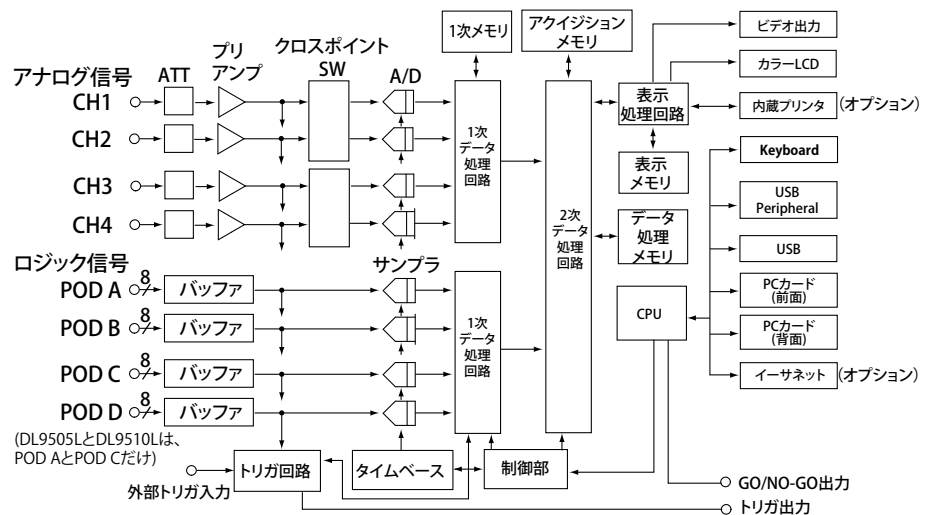 アナログ信号
ATT
プリ
アンプ
クロスポイント
SW
A/D
1次メモリ
アクイジション
メモリ
CH1
CH2
CH3
CH4
1次
データ
処理
回路
2次
データ
処理
回路
表示
処理回路
表示
メモリ
データ
処理
メモリ
CPU
ビデオ出力
カラーLCD
内蔵プリンタ
(オプション)
Keyboard
USB
Peripheral
USB
PCカード
(前面)
PCカード
(背面)
イーサネット
(オプション)
ロジック信号
サンプラ
POD A
8
バッファ
POD B
8
バッファ
POD C
8
バッファ
POD D
8
バッファ
1次
データ
処理
回路
(DL9505LとDL9510Lは、
POD AとPOD Cだけ)
外部トリガ入力
トリガ回路
タイムベース
制御部
GO/NO-GO出力
トリガ出力